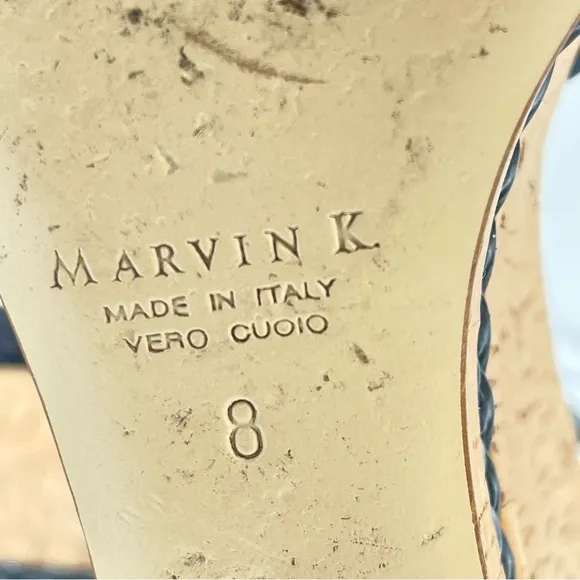 MARVIN K.
MADE IN ITALY
VERO CUOIO
8